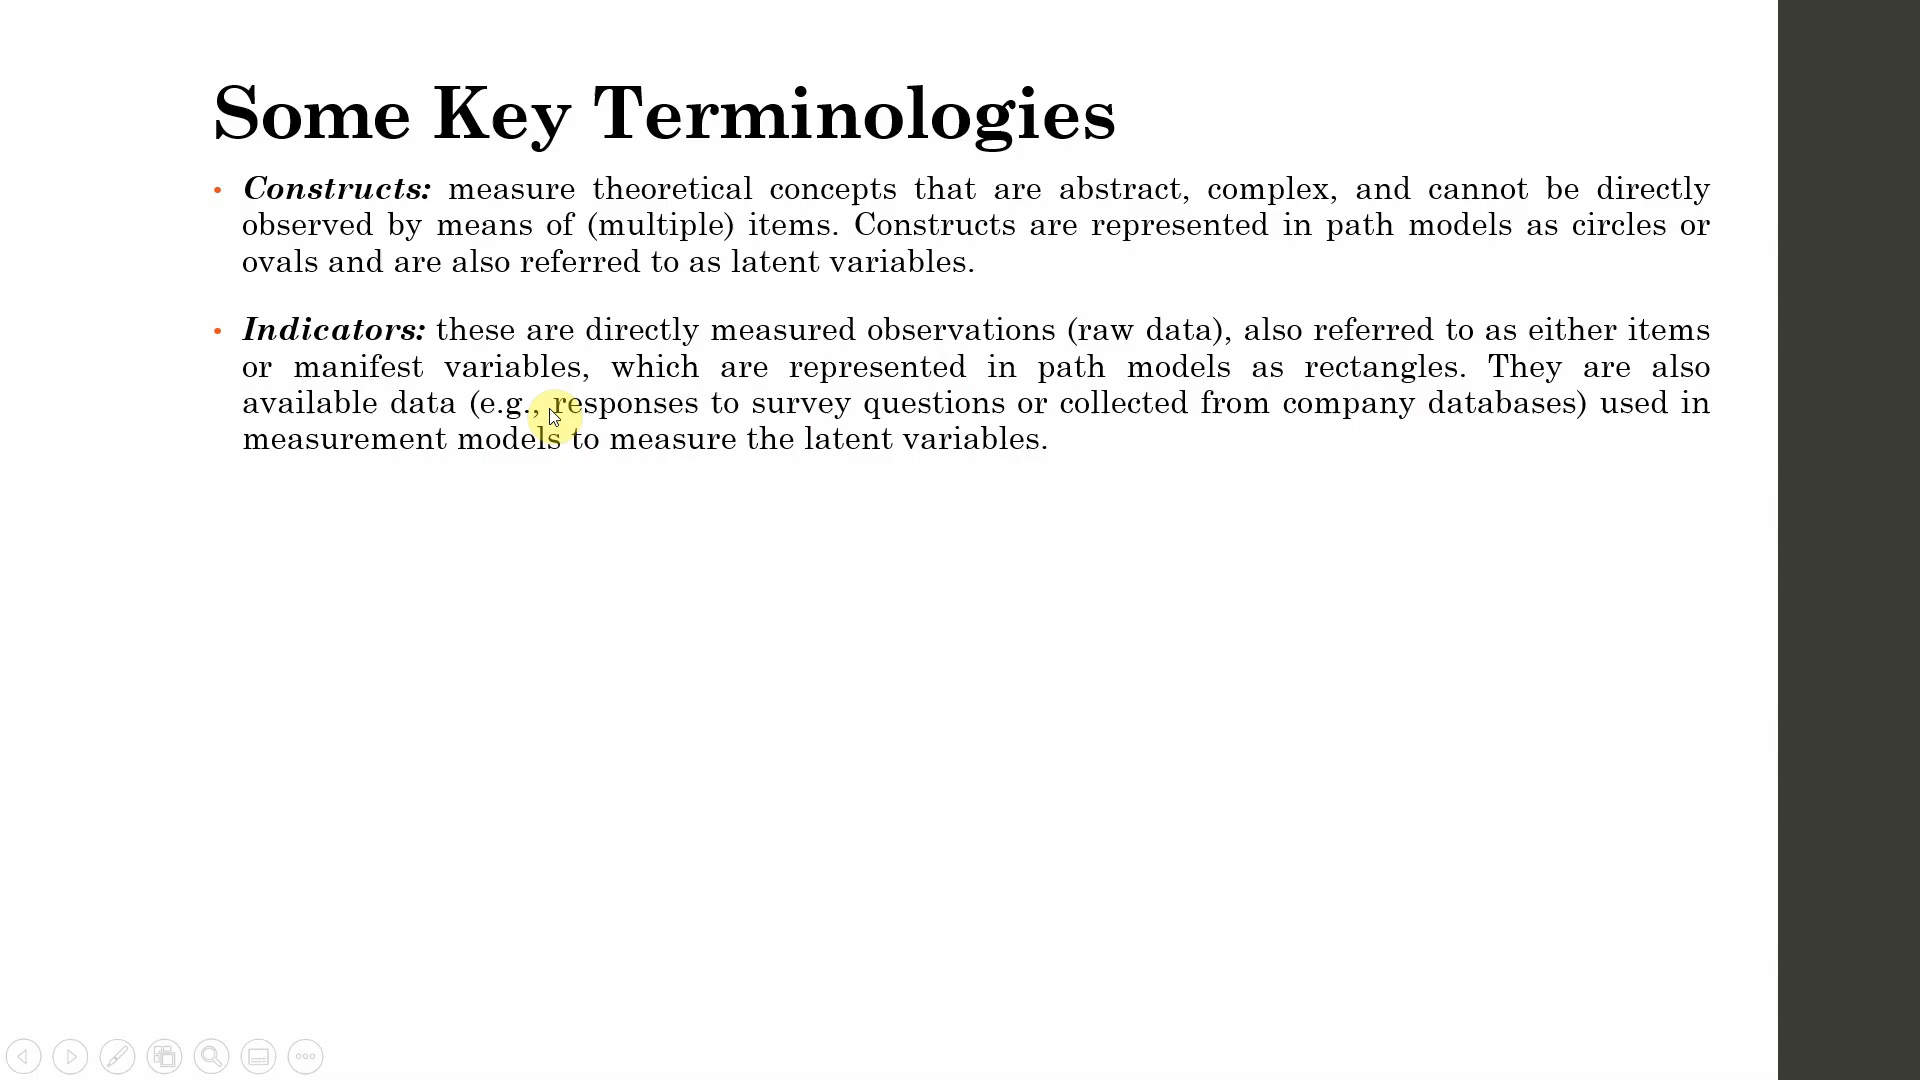 Some Key Terminologies
• Constructs: measure theoretical concepts that are abstract, complex, and cannot be directly
observed by means of (multiple) items. Constructs are represented in path models as circles or
ovals and are also referred to as latent variables.
• Indicators: these are directly measured observations (raw data), also referred to as either items
or manifest variables, which are represented in path models as rectangles. They are also
available data (e.g., responses to survey questions or collected from company databases) used in
measurement models to measure the latent variables.